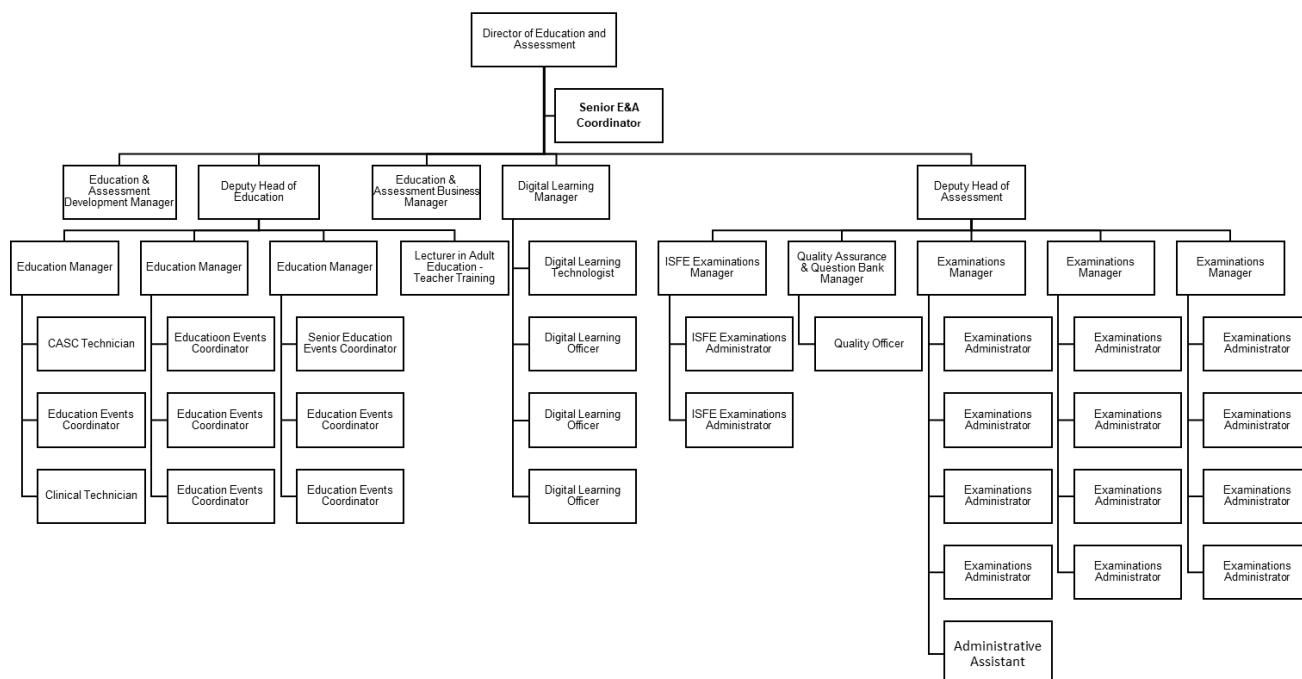 Director of Education and
Assessment
Senior E&A
Coordinator
Education &
Assessment
Development Manager
Deputy Head of
Education
Education &
Assessment Business
Manager
Digital Learning
Manager
Deputy Head of
Assessment
Education Manager
Education Manager
Education Manager
Lecturer in Adult
Education -
Teacher Training
Digital Learning
Technologist
ISFE Examinations
Manager
Quality Assurance
& Question Bank
Manager
Examinations
Manager
Examinations
Manager
Examinations
Manager
CASC Technician
Educatioon Events
Coordinator
Senior Education
Events Coordinator
Digital Learning
Officer
ISFE Examinations
Administrator
Quality Officer
Examinations
Administrator
Examinations
Administrator
Examinations
Administrator
Education Events
Coordinator
Education Events
Coordinator
Education Events
Coordinator
Digital Learning
Officer
ISFE Examinations
Administrator
Examinations
Administrator
Examinations
Administrator
Examinations
Administrator
Clinical Technician
Education Events
Coordinator
Education Events
Coordinator
Digital Learning
Officer
Examinations
Administrator
Examinations
Administrator
Examinations
Administrator
Examinations
Administrator
Examinations
Administrator
Examinations
Administrator
Administrative
Assistant